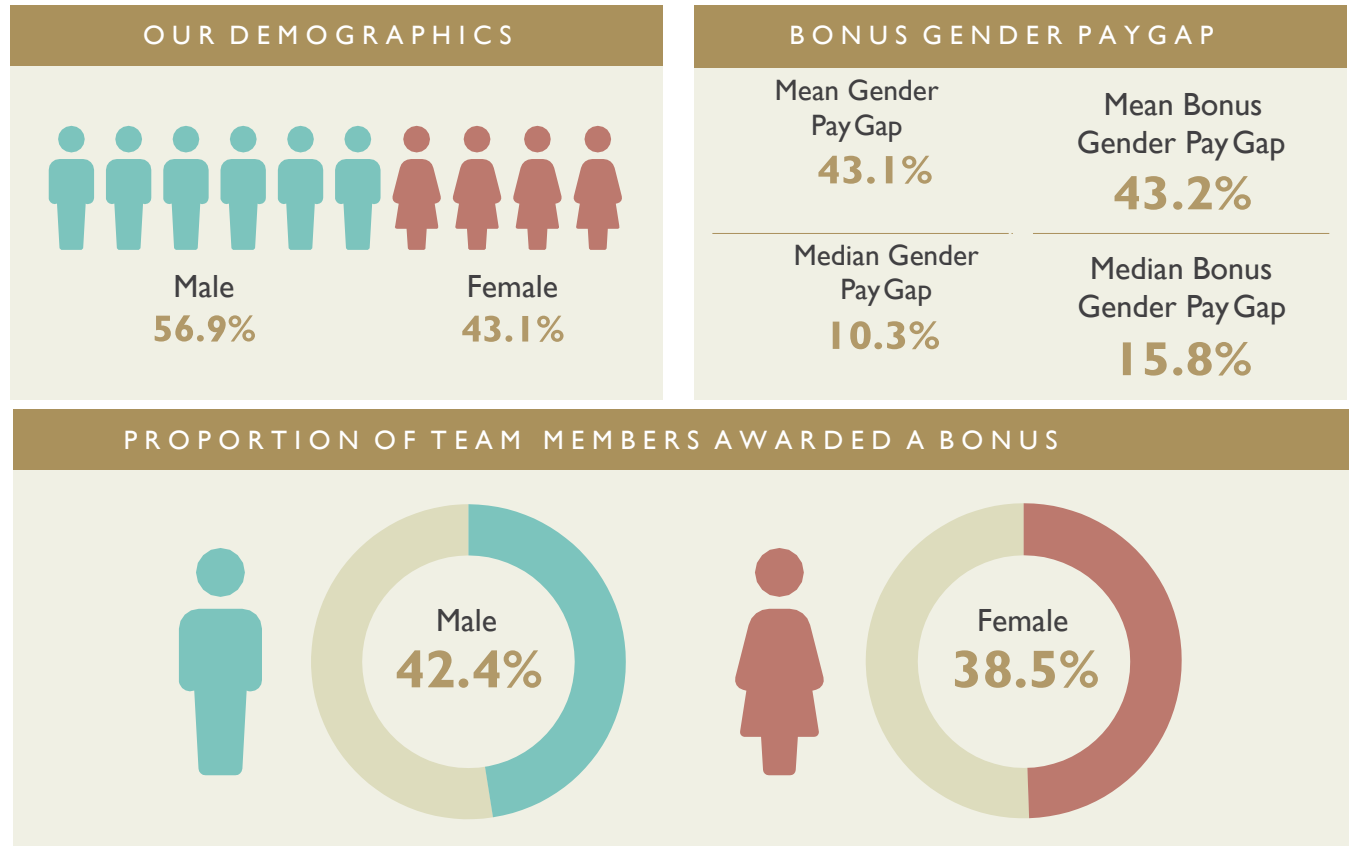 OUR DEMOGRAPHICS
Male
56.9%
Female
43.1%
BONUS GENDER PAYGAP
Mean Gender
Pay Gap
43.1%
Mean Bonus
Gender Pay Gap
43.2%
Median Gender
Pay Gap
10.3%
Median Bonus
Gender Pay Gap
15.8%
PROPORTION OF TEAM MEMBERS AWARDED A BONUS
Male
42.4%
Female
38.5%